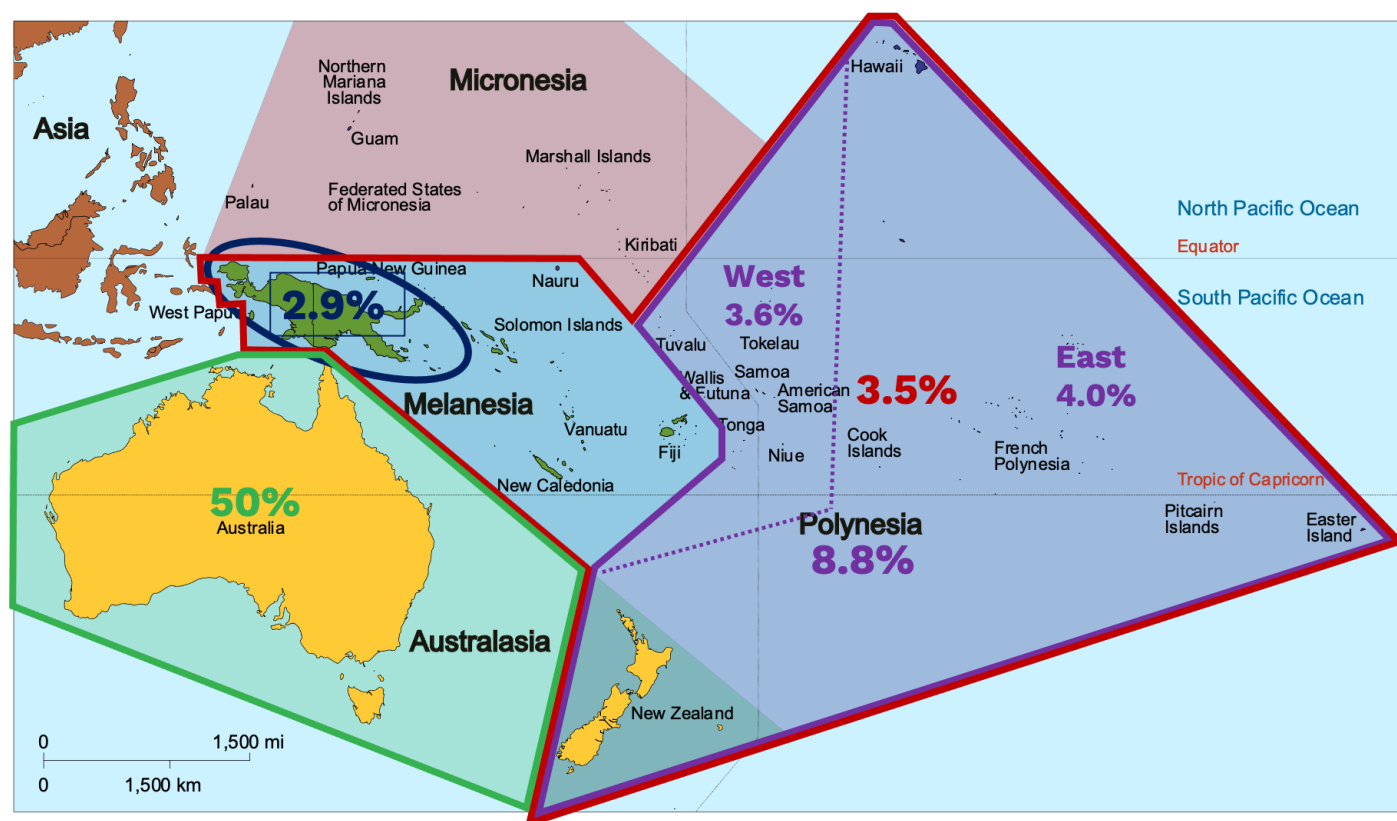 Northern
Mariana
Islands
Micronesia
Hawaii
Asia
Guam
Marshall Islands
Palau
Federated States
of Micronesia
North Pacific Ocean
Kiribati
Equator
Papua New Guinea
Nauru
West
3.6%
South Pacific Ocean
2.9%
West Papua
Solomon Islands
Tuvalu
Tokelau
East
4.0%
Wallis
& Futuna
Samoa
American
Samoa
3.5%
Melanesia
Vanuatu
Fiji
Tonga
Niue
Cook
Islands
French
Polynesia
New Caledonia
Tropic of Capricorn
50%
Australia
Polynesia
8.8%
Pitcairn
Islands
Easter
Island
Australasia
New Zealand
0
1,500 mi
0
1,500 km